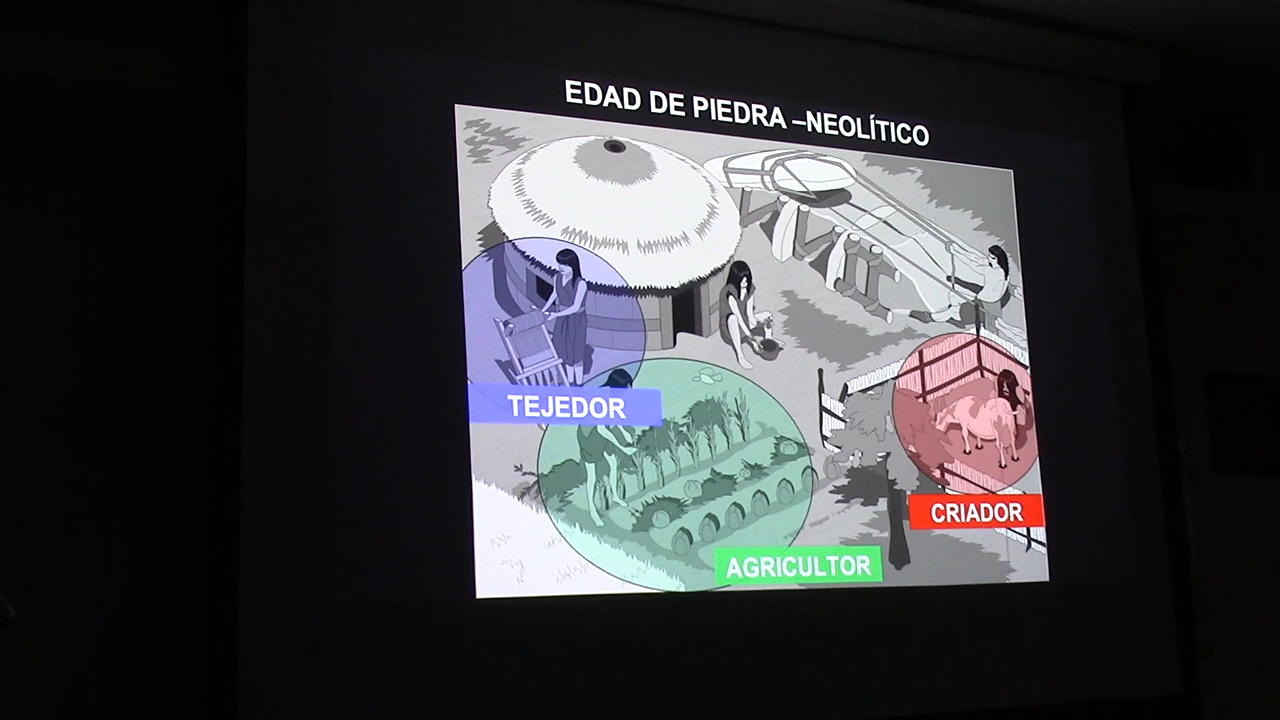 EDAD DE PIEDRA –NEOLÍTICO
TEJEDOR
CRIADOR
AGRICULTOR